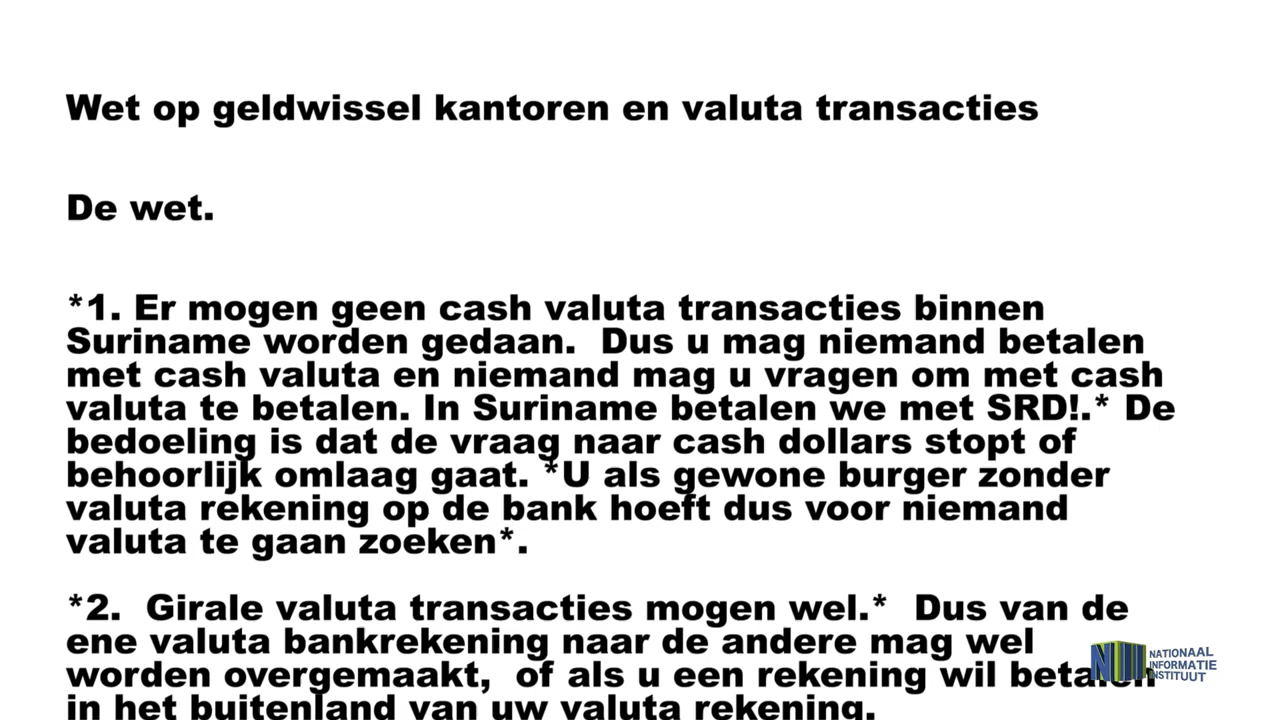 Wet op geldwissel kantoren en valuta transacties
De wet.
*1. Er mogen geen cash valuta transacties binnen
Suriname worden gedaan.  Dus u mag niemand betalen
met cash valuta en niemand mag u vragen om met cash
valuta te betalen. In Suriname betalen we met SRD!.* De
bedoeling is dat de vraag naar cash dollars stopt of
behoorlijk omlaag gaat. *U als gewone burger zonder
valuta rekening op de bank hoeft dus voor niemand
valuta te gaan zoeken*.
*2.  Girale valuta transacties mogen wel.*  Dus van de
ene valuta bankrekening naar de andere mag wel
worden overgemaakt,  of als u een rekening wil betalen
in het buitenland van uw valuta rekening.
NII
NATIONAAL
INFORMATIE
INSTITUUT